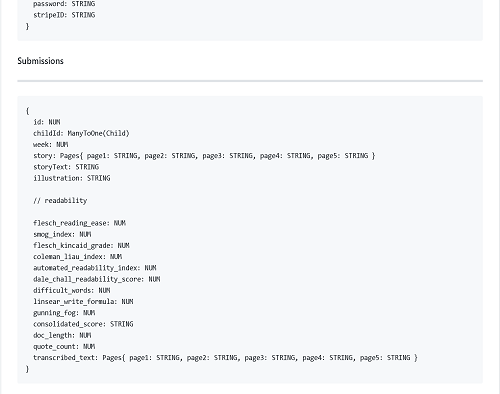 password: STRING
stripeID: STRING
}
Submissions
{
id: NUM
childId: ManyToOne(Child)
week: NUM
story: Pages{ page1: STRING, page2: STRING, page3: STRING, page4: STRING, page5: STRING }
storyText: STRING
illustration: STRING
// readability
flesch_reading_ease: NUM
smog_index: NUM
flesch_kincaid_grade: NUM
coleman_liau_index: NUM
automated_readability_index: NUM
dale_chall_readability_score: NUM
difficult_words: NUM
linsear_write_formula: NUM
gunning_fog: NUM
consolidated_score: STRING
doc_length: NUM
quote_count: NUM
transcribed_text: Pages{ page1: STRING, page2: STRING, page3: STRING, page4: STRING, page5: STRING }
}